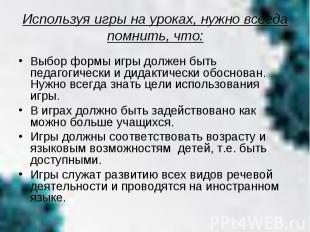 Используя игры на уроках, нужно всегда
помнить, что:
• Выбор формы игры должен быть
педагогически и дидактически обоснован.
Нужно всегда знать цели использования
игры.
• В играх должно быть задействовано как
можно больше учащихся.
• Игры должны соответствовать возрасту и
языковым возможностям детей, т.е. быть
доступными.
• Игры служат развитию всех видов речевой
деятельности и проводятся на иностранном
языке.
PPt4WEB.ru